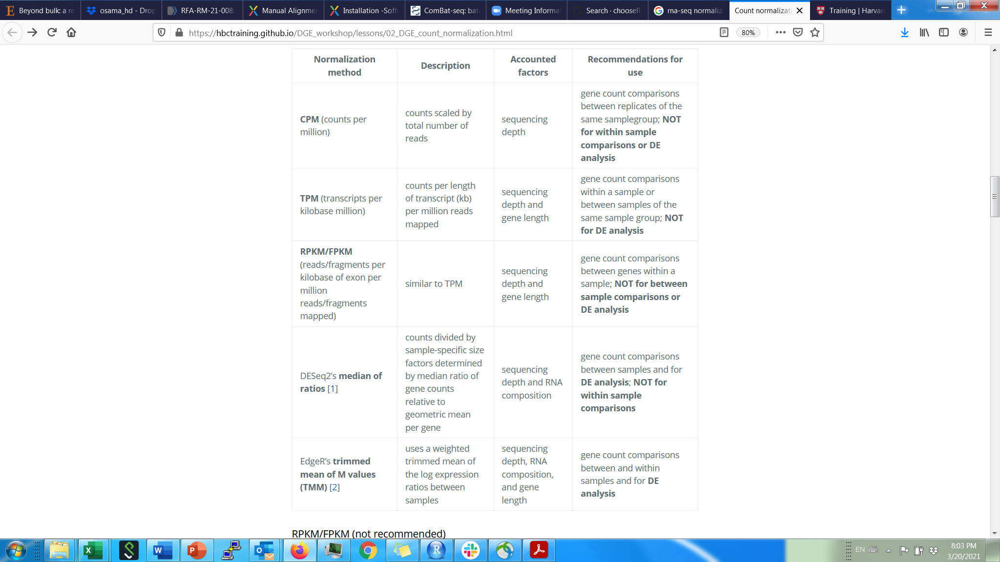 Beyond bulk: a re
osama_hd - Drop
RFA-RM-21-008:
Manual Alignme
Installation -Soft
ComBat-seq: bat
Meeting Informa
Search · chooseR
rna-seq normaliz
Count normalizati
Training | Harvar
https://hbctraining.github.io/DGE_workshop/lessons/02_DGE_count_normalization.html
80%
Normalization
method
Description
Accounted
factors
Recommendations for
use
CPM (counts per
million)
counts scaled by
total number of
reads
sequencing
depth
gene count comparisons
between replicates of the
same samplegroup; NOT
for within sample
comparisons or DE
analysis
TPM (transcripts per
kilobase million)
counts per length
of transcript (kb)
per million reads
mapped
sequencing
depth and
gene length
gene count comparisons
within a sample or
between samples of the
same sample group; NOT
for DE analysis
RPKM/FPKM
(reads/fragments per
kilobase of exon per
million
reads/fragments
mapped)
similar to TPM
sequencing
depth and
gene length
gene count comparisons
between genes within a
sample; NOT for between
sample comparisons or
DE analysis
DESeq2’s median of
ratios [1]
counts divided by
sample-specific size
factors determined
by median ratio of
gene counts
relative to
geometric mean
per gene
sequencing
depth and RNA
composition
gene count comparisons
between samples and for
DE analysis; NOT for
within sample
comparisons
EdgeR’s trimmed
mean of M values
(TMM) [2]
uses a weighted
trimmed mean of
the log expression
ratios between
samples
sequencing
depth, RNA
composition,
and gene
length
gene count comparisons
between and within
samples and for DE
analysis
RPKM/FPKM (not recommended)
EN
8:03 PM
3/20/2021